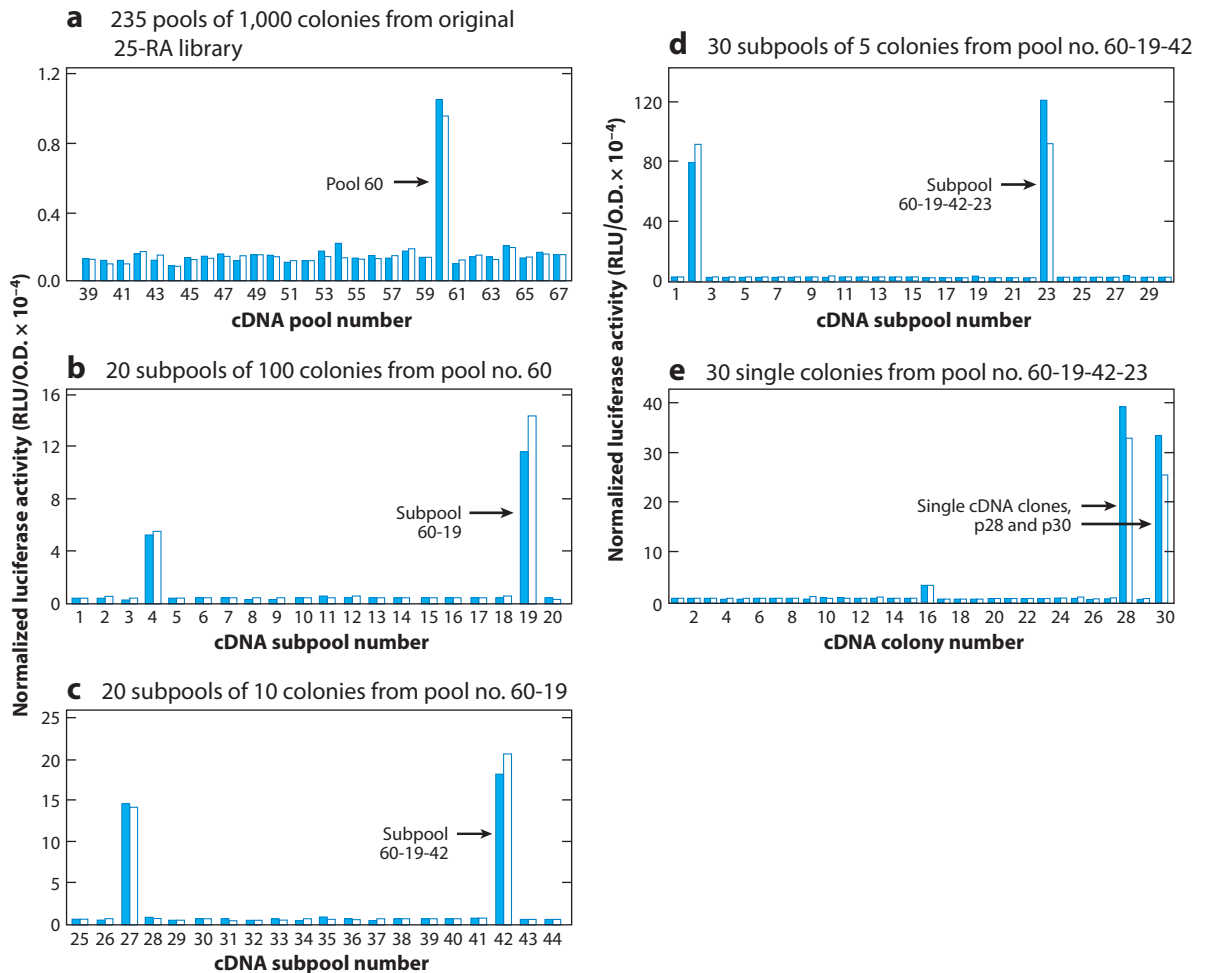 a 235 pools of 1,000 colonies from original
25-RA library
1.2
0.8
0.4
0.0
Pool 60
39 41 43 45 47 49 51 53 55 57 59 61 63 65 67
cDNA pool number
Normalized luciferase activity (RLU/O.D. × 10⁻⁴)
b 20 subpools of 100 colonies from pool no. 60
16
12
8
4
0
Subpool
60-19
1 2 3 4 5 6 7 8 9 10 11 12 13 14 15 16 17 18 19 20
cDNA subpool number
c 20 subpools of 10 colonies from pool no. 60-19
25
20
15
10
5
0
Subpool
60-19-42
25 26 27 28 29 30 31 32 33 34 35 36 37 38 39 40 41 42 43 44
cDNA subpool number
d 30 subpools of 5 colonies from pool no. 60-19-42
120
80
40
0
Subpool
60-19-42-23
1 3 5 7 9 11 13 15 17 19 21 23 25 27 29
cDNA subpool number
Normalized luciferase activity (RLU/O.D. × 10⁻⁴)
e 30 single colonies from pool no. 60-19-42-23
40
30
20
10
0
Single cDNA clones,
p28 and p30
2 4 6 8 10 12 14 16 18 20 22 24 26 28 30
cDNA colony number